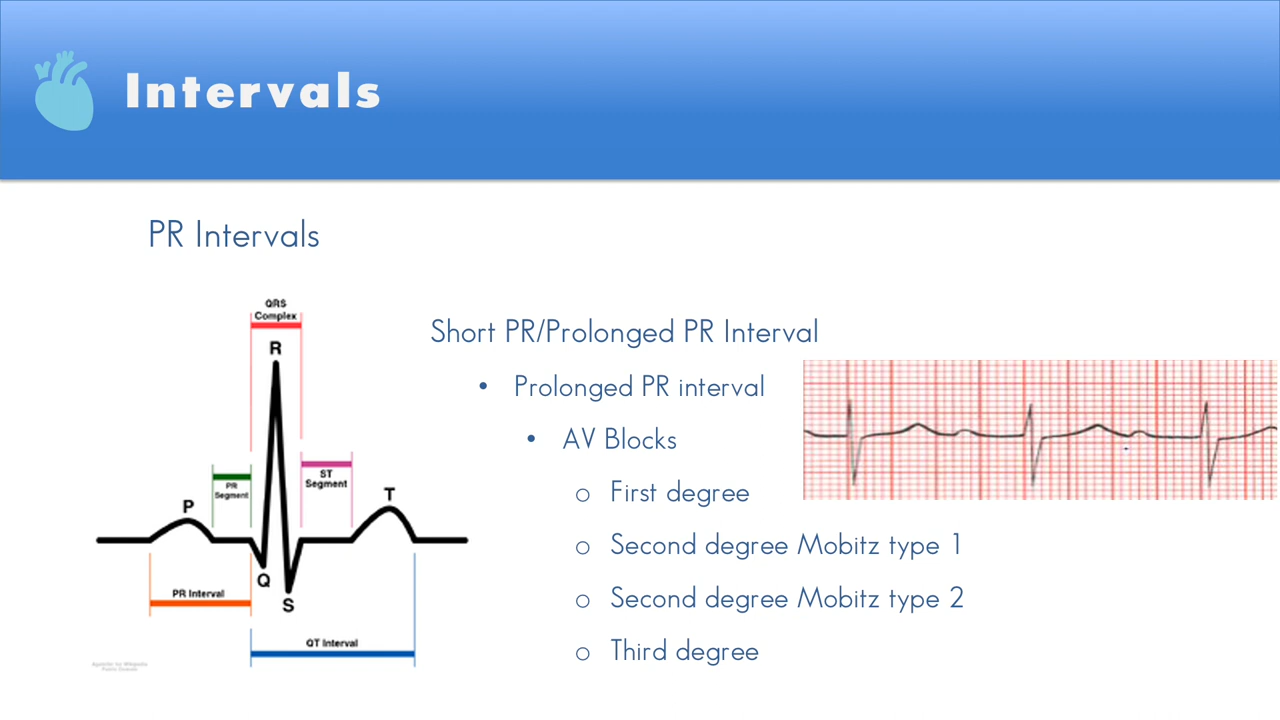 Intervals
PR Intervals
QRS
Complex
R
Short PR/Prolonged PR Interval
• Prolonged PR interval
• AV Blocks
o First degree
o Second degree Mobitz type 1
o Second degree Mobitz type 2
o Third degree
PR
Segment
ST
Segment
P
T
Q
S
PR Interval
QT Interval